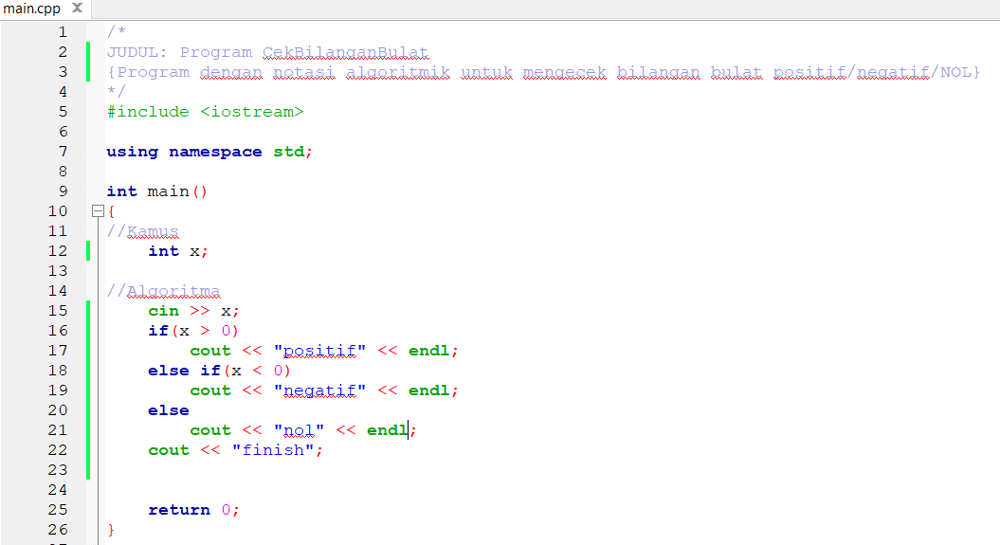 main.cpp X
1 /*
2 JUDUL: Program CekBilanganBulat
3 {Program dengan notasi algoritmik untuk mengecek bilangan bulat positif/negatif/NOL}
4 */
5 #include <iostream>
6
7 using namespace std;
8
9 int main()
10 {
11 //Kamus
12     int x;
13
14 //Algoritma
15     cin >> x;
16     if(x > 0)
17         cout << "positif" << endl;
18     else if(x < 0)
19         cout << "negatif" << endl;
20     else
21         cout << "nol" << endl;
22     cout << "finish";
23
24
25     return 0;
26 }